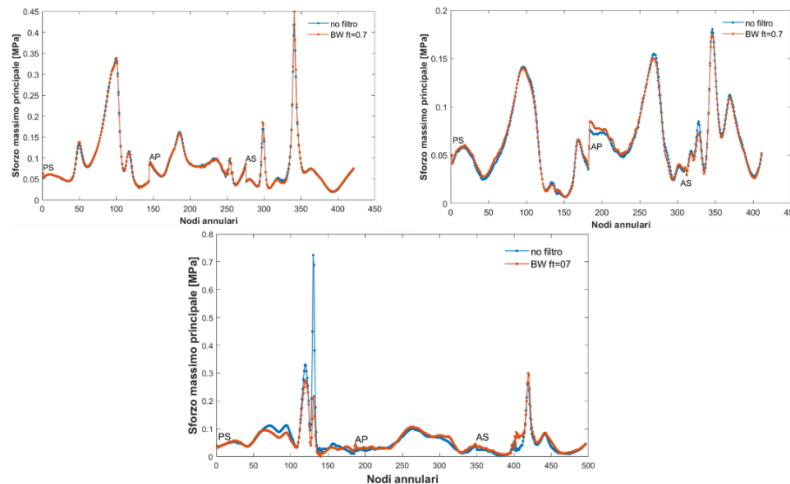 0.45
0.4
0.35
0.3
0.25
0.2
0.15
0.1
0.05
0
0 50 100 150 200 250 300 350 400 450
Sforzo massimo principale [MPa]
Nodi annulari
no filtro
BW ft=0.7
PS
AP
AS
0.2
0.15
0.1
0.05
0
0 50 100 150 200 250 300 350 400 450
Sforzo massimo principale [MPa]
Nodi annulari
no filtro
BW ft=0.7
PS
AP
AS
0.8
0.7
0.6
0.5
0.4
0.3
0.2
0.1
0
0 50 100 150 200 250 300 350 400 450 500
Sforzo massimo principale [MPa]
Nodi annulari
no filtro
BW ft=07
PS
AP
AS